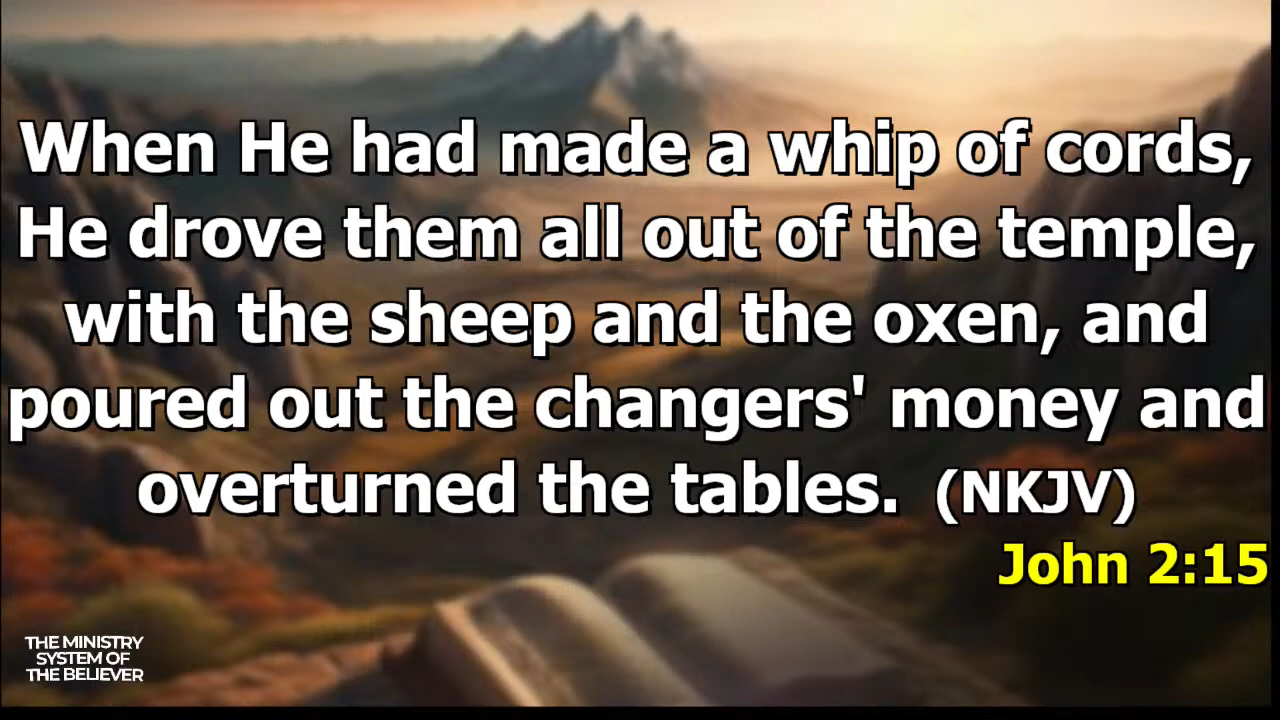 When He had made a whip of cords,
He drove them all out of the temple,
with the sheep and the oxen, and
poured out the changers' money and
overturned the tables. (NKJV)
John 2:15
THE MINISTRY
SYSTEM OF
THE BELIEVER